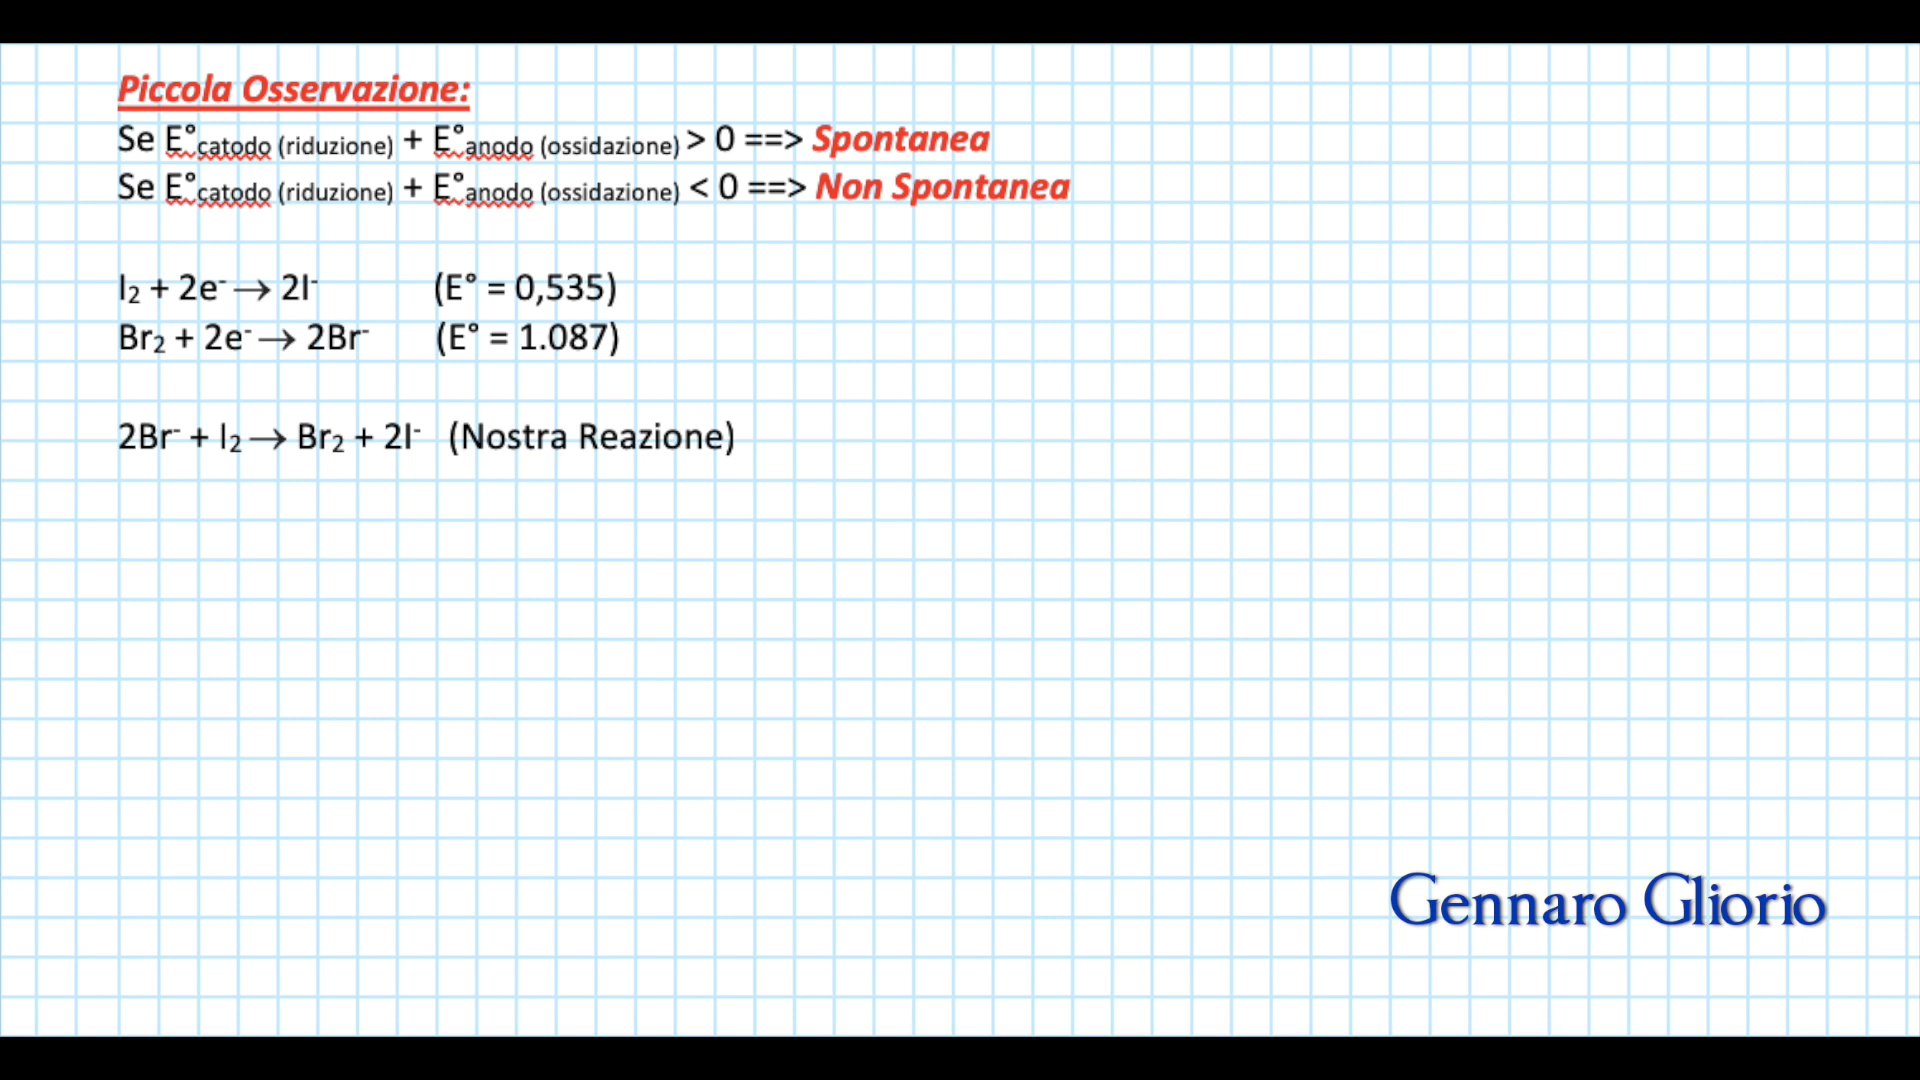 Piccola Osservazione:
Se E°catodo (riduzione) + E°anodo (ossidazione) > 0 ==> Spontanea
Se E°catodo (riduzione) + E°anodo (ossidazione) < 0 ==> Non Spontanea
I₂ + 2e⁻ → 2I⁻ (E° = 0,535)
Br₂ + 2e⁻ → 2Br⁻ (E° = 1.087)
2Br⁻ + I₂ → Br₂ + 2I⁻ (Nostra Reazione)
Gennaro Gliorio